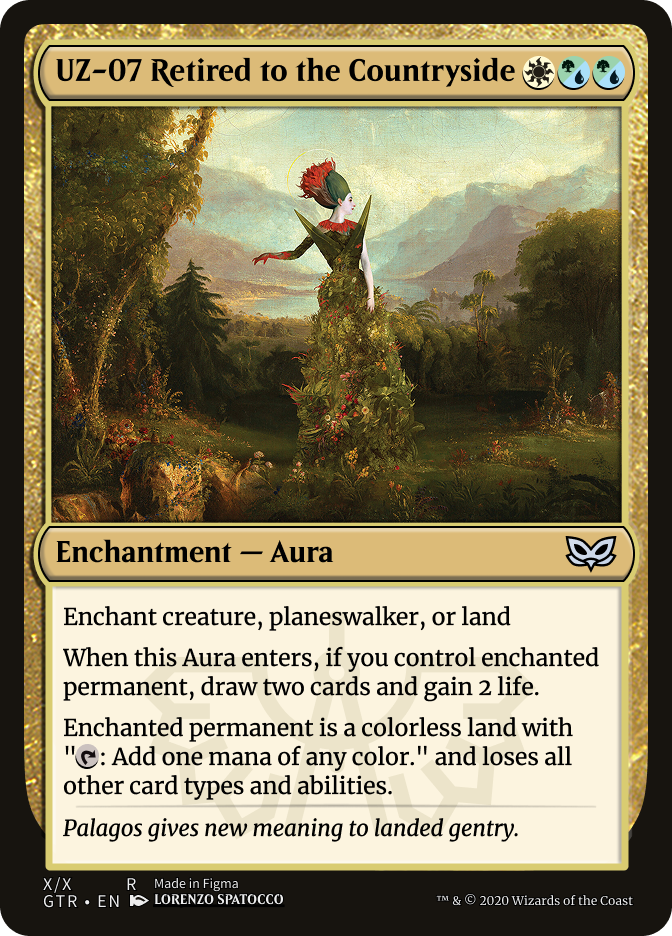 UZ-07 Retired to the Countryside
Enchantment — Aura
Enchant creature, planeswalker, or land
When this Aura enters, if you control enchanted
permanent, draw two cards and gain 2 life.
Enchanted permanent is a colorless land with
": Add one mana of any color." and loses all
other card types and abilities.
Palagos gives new meaning to landed gentry.
X/X R Made in Figma
GTR • EN LORENZO SPATOCCO ™ & © 2020 Wizards of the Coast